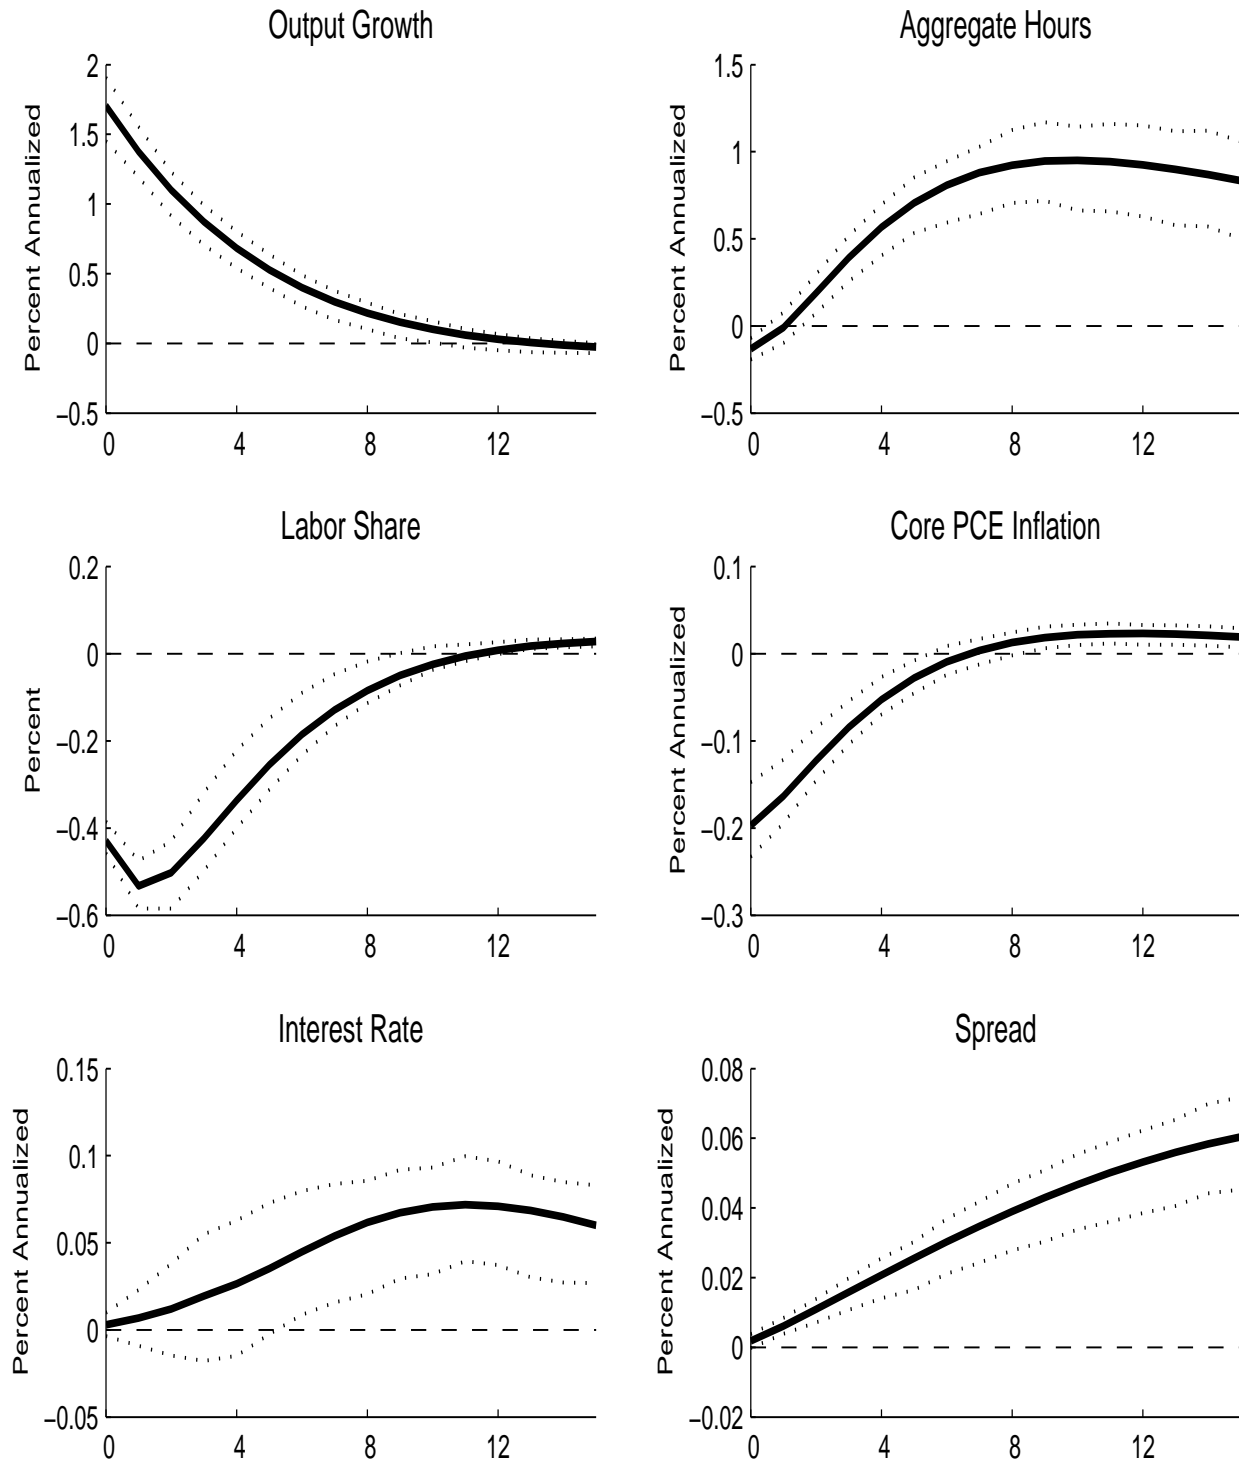 Output Growth
Percent Annualized
2
1.5
1
0.5
0
−0.5
0 4 8 12
Aggregate Hours
Percent Annualized
1.5
1
0.5
0
−0.5
0 4 8 12
Labor Share
Percent
0.2
0
−0.2
−0.4
−0.6
0 4 8 12
Core PCE Inflation
Percent Annualized
0.1
0
−0.1
−0.2
−0.3
0 4 8 12
Interest Rate
Percent Annualized
0.15
0.1
0.05
0
−0.05
0 4 8 12
Spread
Percent Annualized
0.08
0.06
0.04
0.02
0
−0.02
0 4 8 12